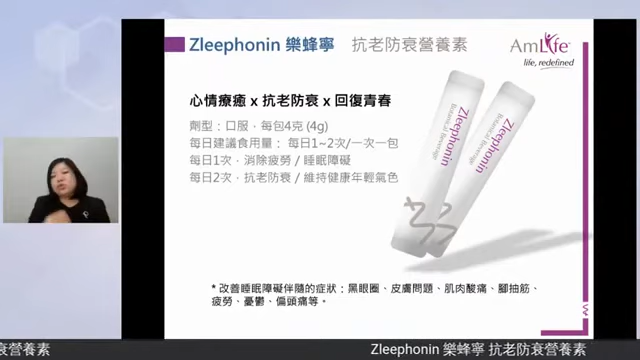 Zleephonin 樂蜂寧 抗老防衰營養素
AmLife
life, redefined
心情療癒 x 抗老防衰 x 回復青春
劑型：口服，每包4克 (4g)
每日建議食用量： 每日1~2次/一次一包
每日1次，消除疲勞 / 睡眠障礙
每日2次，抗老防衰 / 維持健康年輕氣色
Zleephonin
Botanical Beverage
Zleephonin
Botanical Beverage
* 改善睡眠障礙伴隨的症狀：黑眼圈、皮膚問題、肌肉酸痛、腳抽筋、
疲勞、憂鬱、偏頭痛等。
衰營養素
Zleephonin 樂蜂寧 抗老防衰營養素